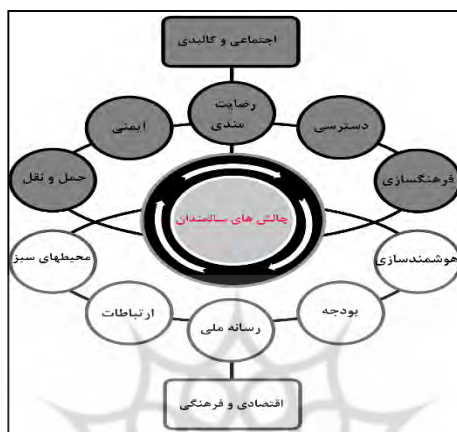 اجتماعی و کالبدی
رضایت
مندی
دسترسی
ایمنی
فرهنگسازی
حمل و نقل
چالش های سالمندان
هوشمندسازی
محیطهای سبز
بودجه
ارتباطات
رسانه ملی
اقتصادی و فرهنگی